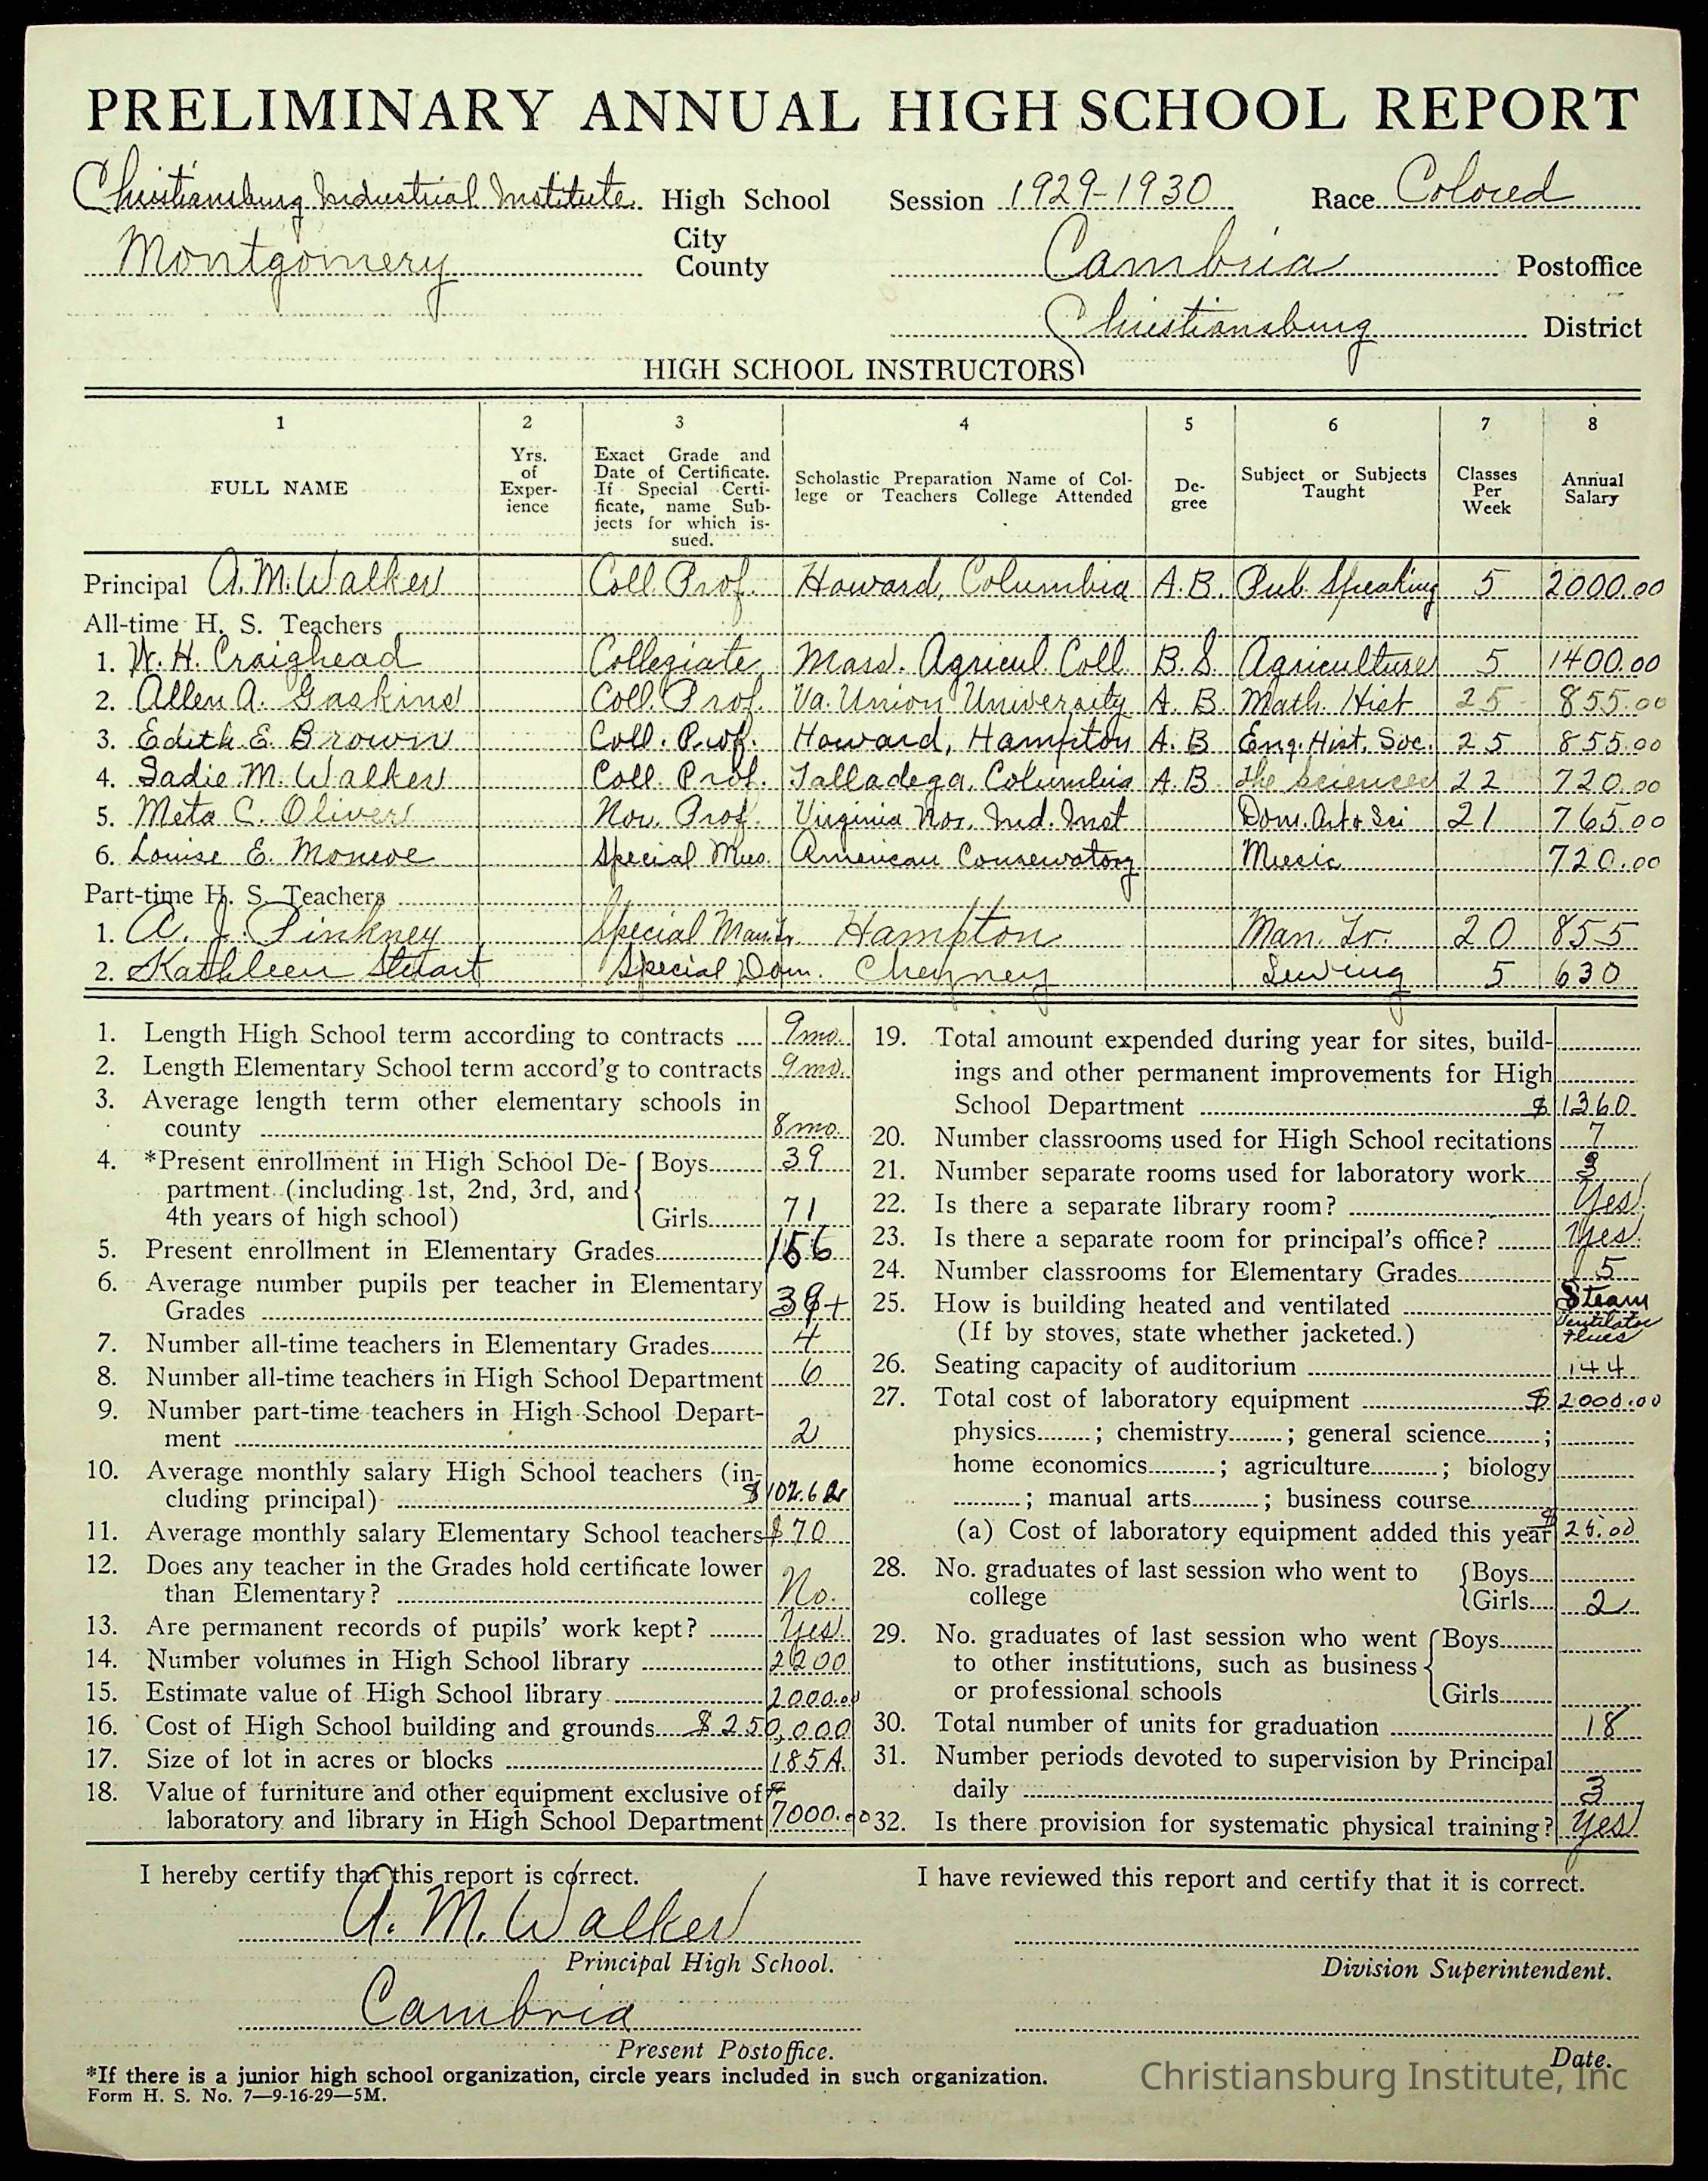 PRELIMINARY ANNUAL HIGH SCHOOL REPORT
Christiansburg Industrial Institute High School Session 1929-1930 Race Colored
Montgomery City County Cambria Postoffice
Christiansburg District
HIGH SCHOOL INSTRUCTORS
1 2 3 4 5 6 7 8
FULL NAME Yrs. of Exper- ience Exact Grade and Date of Certificate. If Special Certi- ficate, name Sub- jects for which is- sued. Scholastic Preparation Name of Col- lege or Teachers College Attended De- gree Subject or Subjects Taught Classes Per Week Annual Salary
Principal A. M. Walker Coll. Prof. Howard, Columbia A.B. Pub. Speaking 5 2000.00
All-time H. S. Teachers
1. W. H. Craighead Collegiate Mass. Agricul. Coll. B.S. Agriculture 5 1400.00
2. Allen A. Gaskins Coll. Prof. Va. Union University A. B. Math. Hist 25 855.00
3. Edith E. Brown Coll. Prof. Howard, Hampton A. B Eng. Hist. Soc. 25 855.00
4. Sadie M. Walker Coll. Prof. Talladega, Columbia A.B The sciences 22 720.00
5. Meta C. Oliver Nor. Prof. Virginia Nor. Ind. Inst Dom. Art & Sci 21 765.00
6. Louise E. Monroe Special Mus. American Conservatory Music 720.00
Part-time H. S. Teachers
1. A. J. Pinkney Special Man. Tr. Hampton Man. Tr. 20 855
2. Kathleen Stuart Special Dom. Cheyney Sewing 5 630
1. Length High School term according to contracts 9 mo.
2. Length Elementary School term accord'g to contracts 9 mo.
3. Average length term other elementary schools in
county 8 mo.
4. *Present enrollment in High School De- Boys 39
partment (including 1st, 2nd, 3rd, and
4th years of high school) Girls 71
5. Present enrollment in Elementary Grades 156
6. Average number pupils per teacher in Elementary
Grades 39+
7. Number all-time teachers in Elementary Grades 4
8. Number all-time teachers in High School Department 6
9. Number part-time teachers in High School Depart-
ment 2
10. Average monthly salary High School teachers (in-
cluding principal) $102.62
11. Average monthly salary Elementary School teachers $70
12. Does any teacher in the Grades hold certificate lower
than Elementary? No.
13. Are permanent records of pupils' work kept? Yes
14. Number volumes in High School library 2200
15. Estimate value of High School library 2000.00
16. Cost of High School building and grounds $250,000
17. Size of lot in acres or blocks 185 A.
18. Value of furniture and other equipment exclusive of
laboratory and library in High School Department $7000.00
19. Total amount expended during year for sites, build-
ings and other permanent improvements for High
School Department $1360
20. Number classrooms used for High School recitations 7
21. Number separate rooms used for laboratory work 3
22. Is there a separate library room? Yes
23. Is there a separate room for principal's office? Yes
24. Number classrooms for Elementary Grades 5
25. How is building heated and ventilated Steam
(If by stoves, state whether jacketed.) Ventilator flues
26. Seating capacity of auditorium 144
27. Total cost of laboratory equipment $2000.00
physics ; chemistry ; general science ;
home economics ; agriculture ; biology
; manual arts ; business course
(a) Cost of laboratory equipment added this year $25.00
28. No. graduates of last session who went to Boys
college Girls 2
29. No. graduates of last session who went Boys
to other institutions, such as business
or professional schools Girls
30. Total number of units for graduation 18
31. Number periods devoted to supervision by Principal
daily 3
32. Is there provision for systematic physical training? Yes
I hereby certify that this report is correct.
A. M. Walker
Principal High School.
Cambria
Present Postoffice.
I have reviewed this report and certify that it is correct.
Division Superintendent.
Date.
*If there is a junior high school organization, circle years included in such organization.
Form H. S. No. 7—9-16-29—5M.
Christiansburg Institute, Inc